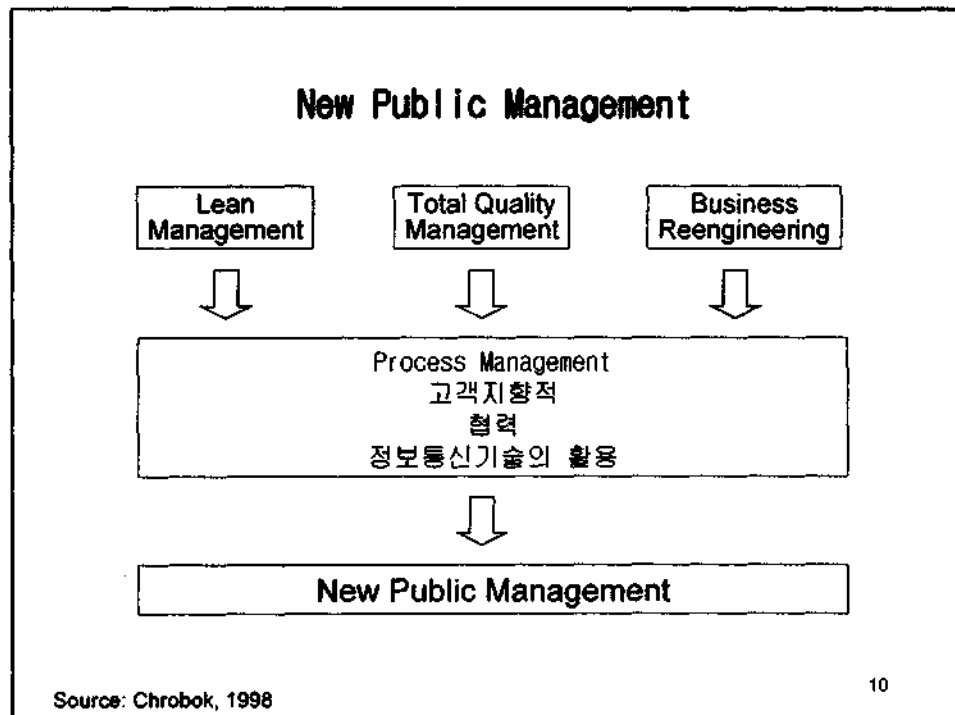 New Public Management
Lean
Management
Total Quality
Management
Business
Reengineering
Process Management
고객지향적
협력
정보통신기술의 활용
New Public Management
Source: Chrobok, 1998
10